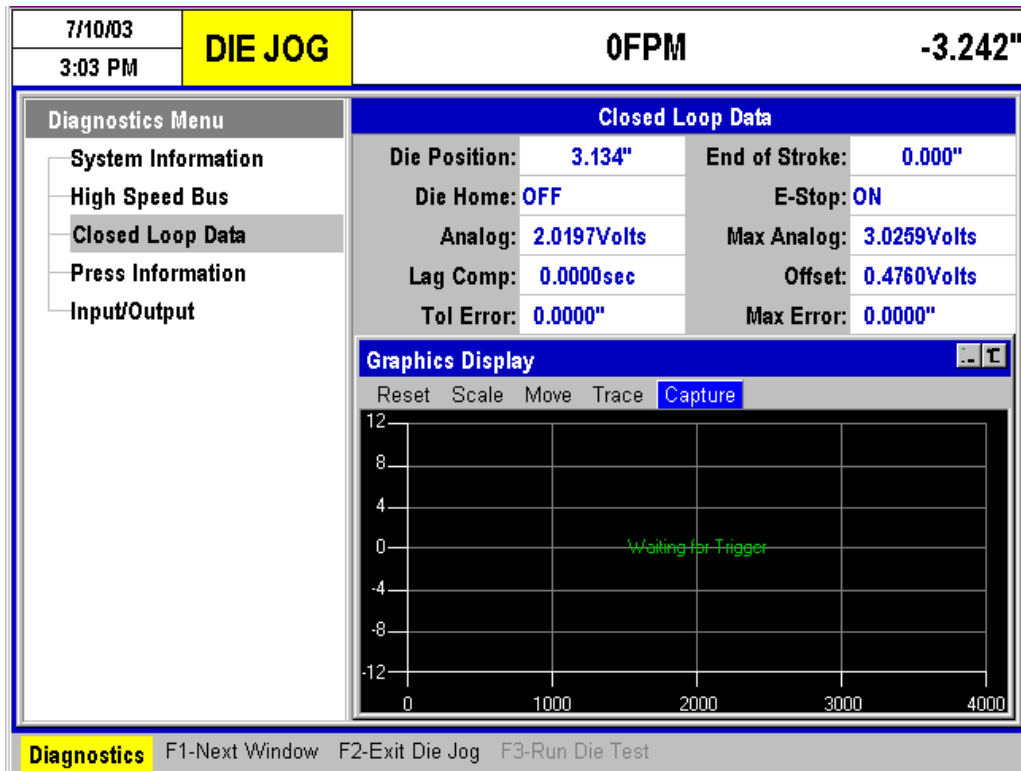 7/10/03
3:03 PM
DIE JOG
0FPM
-3.242"
Diagnostics Menu
System Information
High Speed Bus
Closed Loop Data
Press Information
Input/Output
Closed Loop Data
Die Position: 3.134" End of Stroke: 0.000"
Die Home: OFF E-Stop: ON
Analog: 2.0197Volts Max Analog: 3.0259Volts
Lag Comp: 0.0000sec Offset: 0.4760Volts
Tol Error: 0.0000" Max Error: 0.0000"
Graphics Display
Reset Scale Move Trace Capture
12
8
4
0
-4
-8
-12
Waiting for Trigger
0 1000 2000 3000 4000
Diagnostics F1-Next Window F2-Exit Die Jog F3-Run Die Test